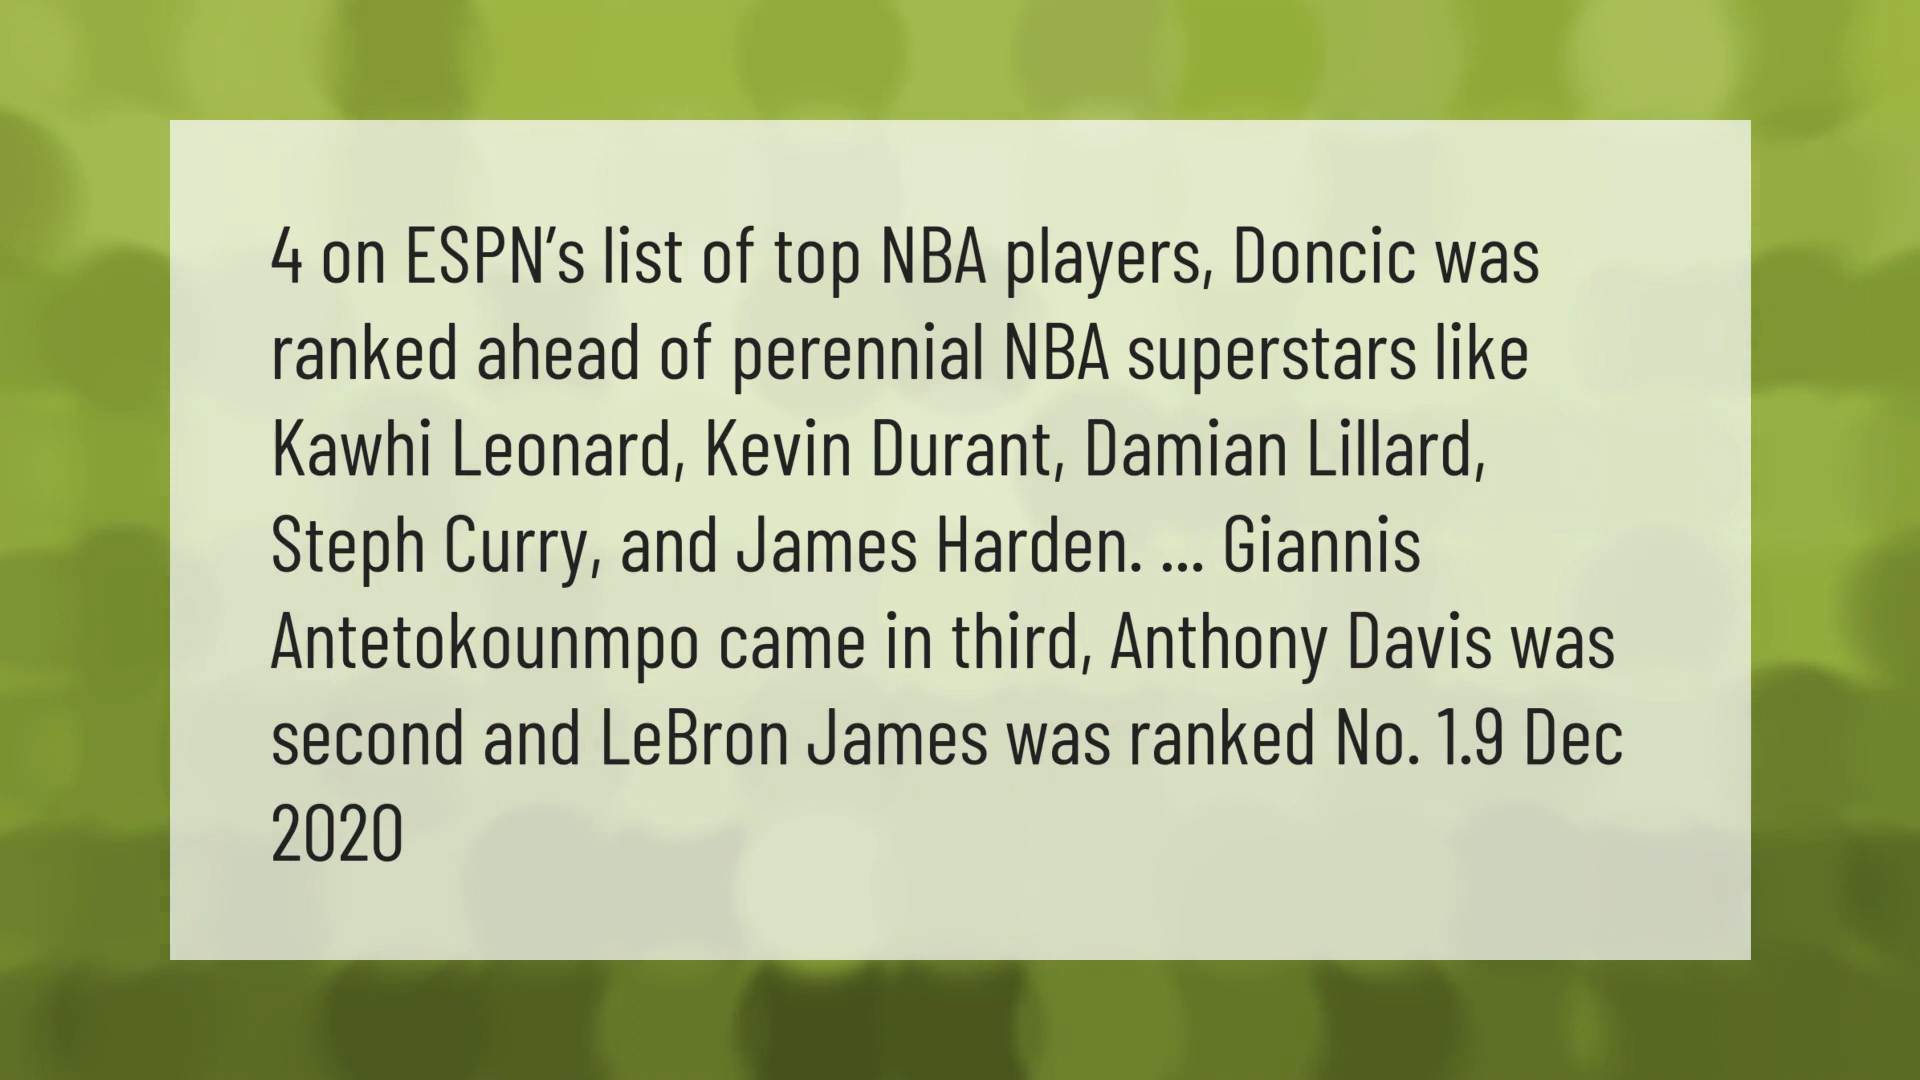 4 on ESPN’s list of top NBA players, Doncic was
ranked ahead of perennial NBA superstars like
Kawhi Leonard, Kevin Durant, Damian Lillard,
Steph Curry, and James Harden. ... Giannis
Antetokounmpo came in third, Anthony Davis was
second and LeBron James was ranked No. 1.9 Dec
2020